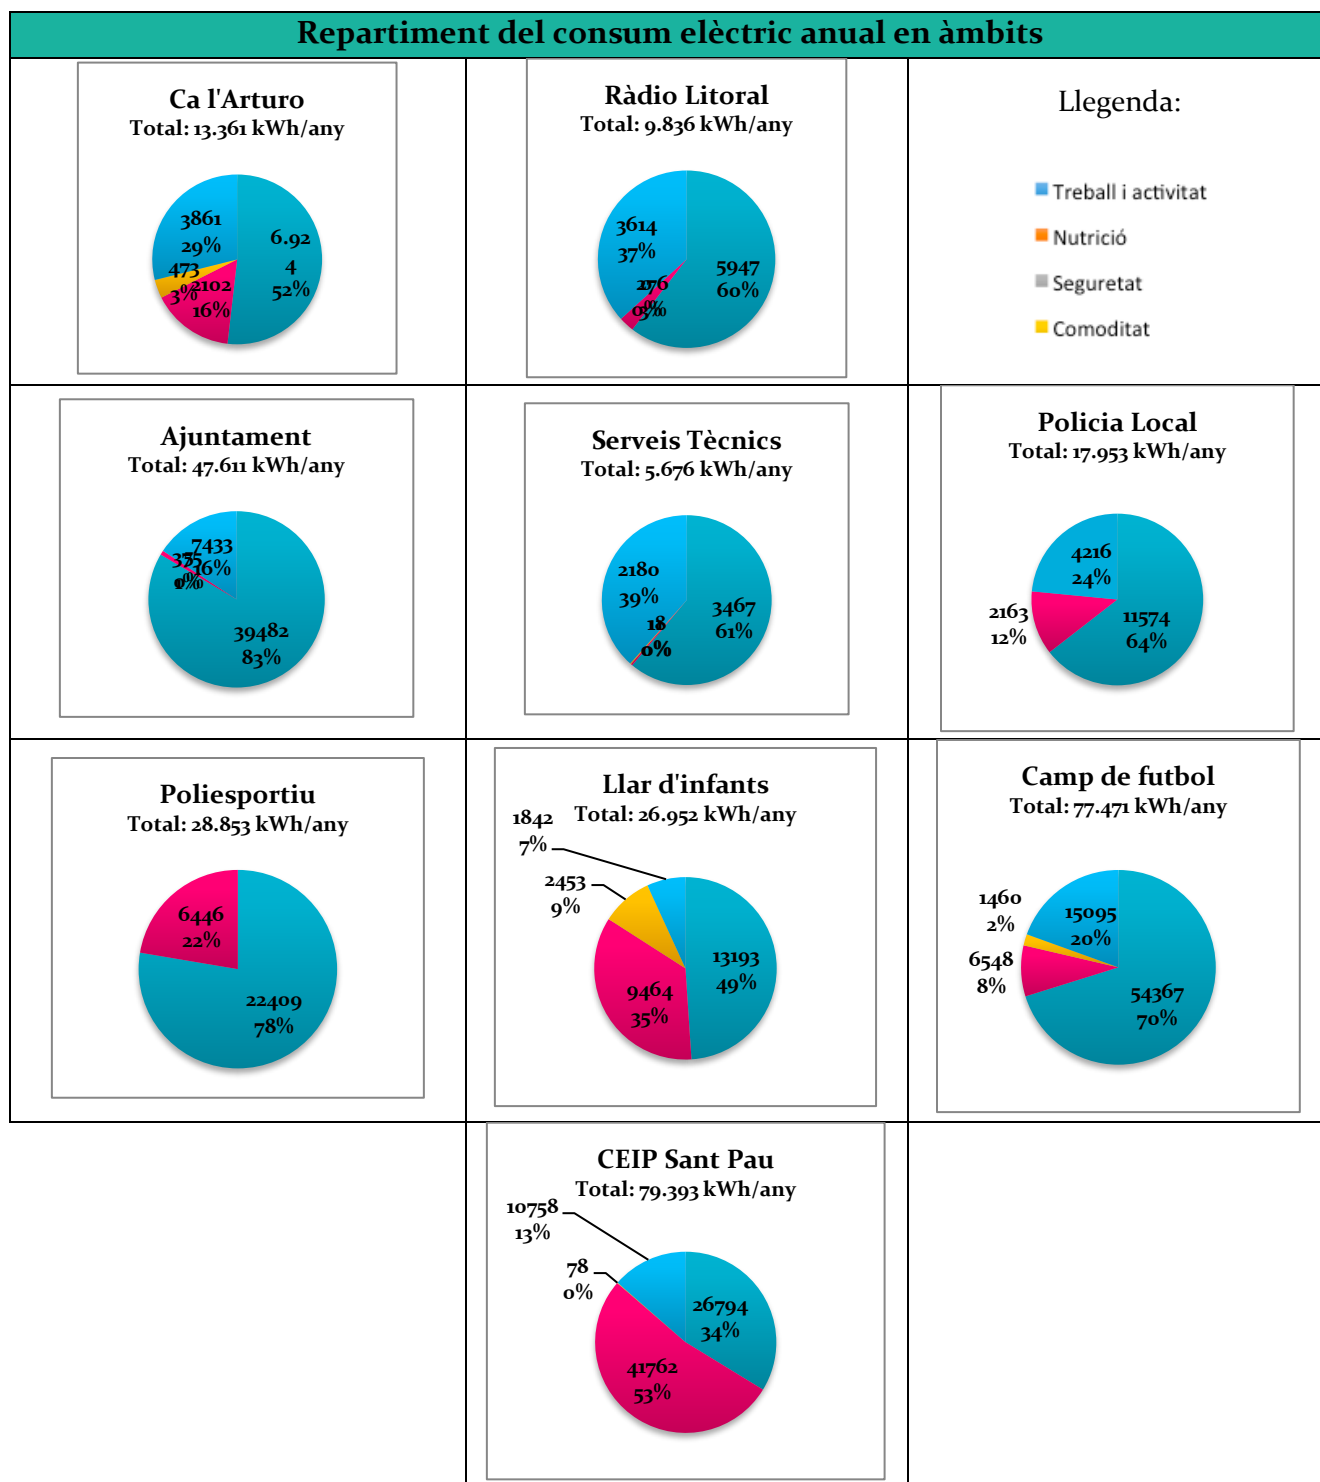 Repartiment del consum elèctric anual en àmbits
Ca l'Arturo
Total: 13.361 kWh/any
3861
29%
6.92
4
52%
473
3%
2102
16%
Ràdio Litoral
Total: 9.836 kWh/any
3614
37%
5947
60%
Llegenda:
Treball i activitat
Nutrició
Seguretat
Comoditat
Ajuntament
Total: 47.611 kWh/any
7433
16%
39482
83%
Serveis Tècnics
Total: 5.676 kWh/any
2180
39%
3467
61%
0%
Policia Local
Total: 17.953 kWh/any
4216
24%
2163
12%
11574
64%
Poliesportiu
Total: 28.853 kWh/any
6446
22%
22409
78%
Llar d'infants
Total: 26.952 kWh/any
1842
7%
2453
9%
13193
49%
9464
35%
Camp de futbol
Total: 77.471 kWh/any
1460
2%
15095
20%
6548
8%
54367
70%
CEIP Sant Pau
Total: 79.393 kWh/any
10758
13%
78
0%
26794
34%
41762
53%